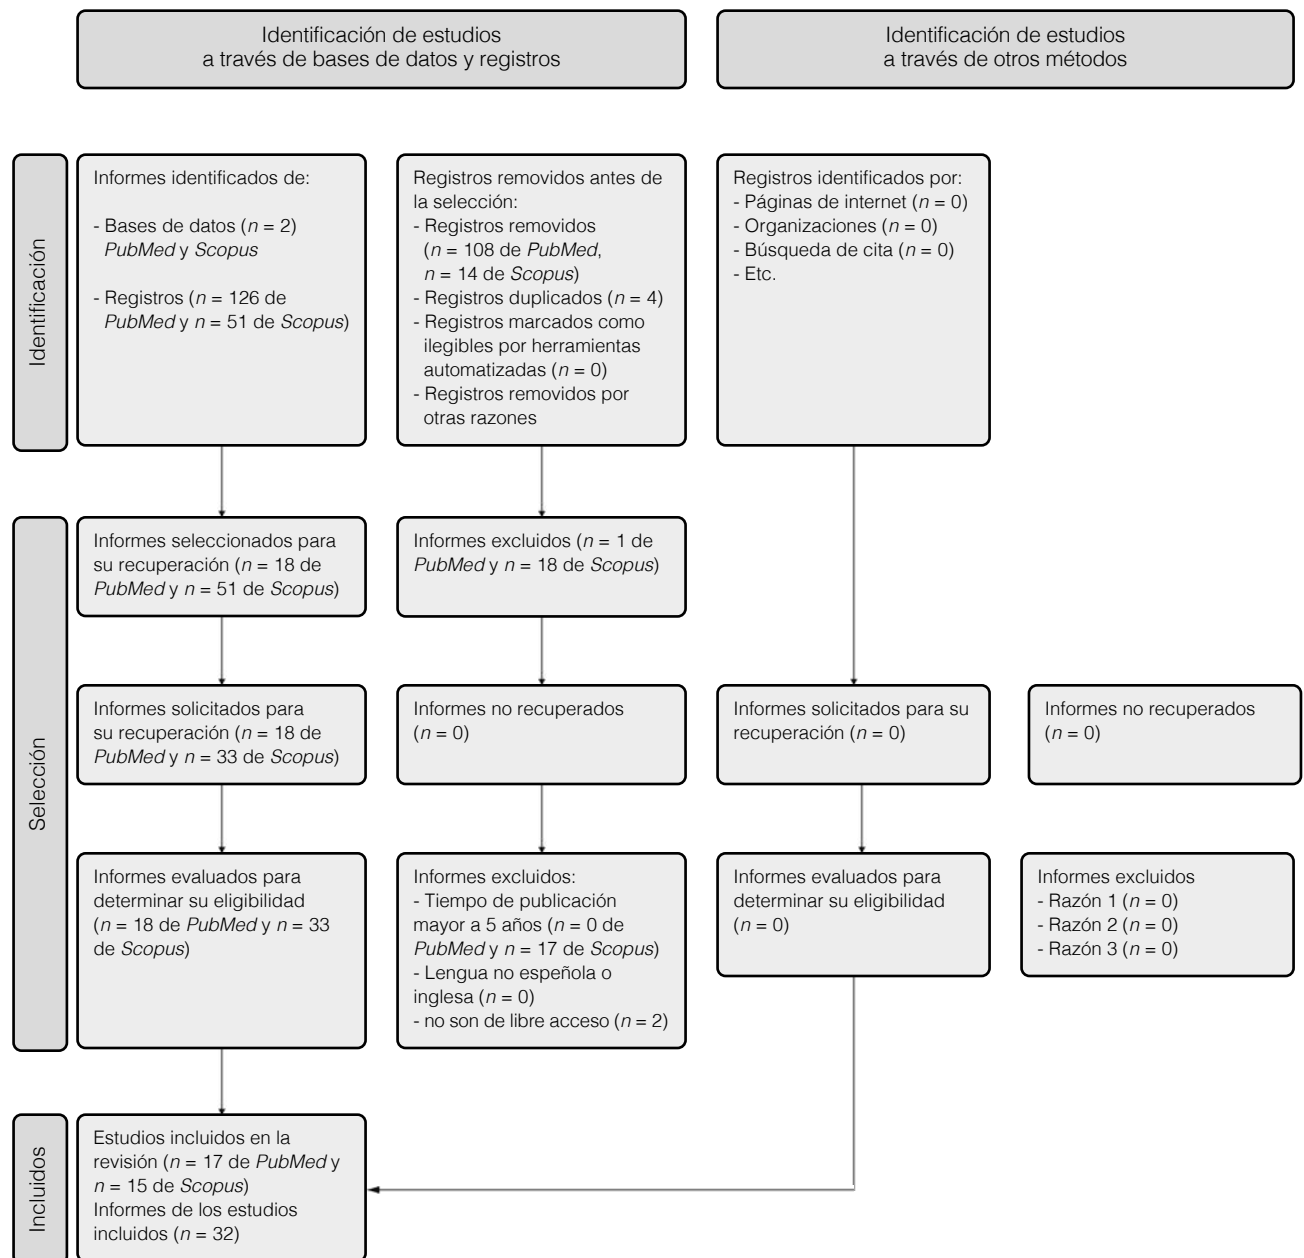 Identificación de estudios
a través de bases de datos y registros
Identificación de estudios
a través de otros métodos
Identificación
Informes identificados de:
- Bases de datos (n = 2)
PubMed y Scopus
- Registros (n = 126 de
PubMed y n = 51 de Scopus)
Registros removidos antes de
la selección:
- Registros removidos
(n = 108 de PubMed,
n = 14 de Scopus)
- Registros duplicados (n = 4)
- Registros marcados como
ilegibles por herramientas
automatizadas (n = 0)
- Registros removidos por
otras razones
Registros identificados por:
- Páginas de internet (n = 0)
- Organizaciones (n = 0)
- Búsqueda de cita (n = 0)
- Etc.
Selección
Informes seleccionados para
su recuperación (n = 18 de
PubMed y n = 51 de Scopus)
Informes excluidos (n = 1 de
PubMed y n = 18 de Scopus)
Informes solicitados para
su recuperación (n = 18 de
PubMed y n = 33 de Scopus)
Informes no recuperados
(n = 0)
Informes solicitados para su
recuperación (n = 0)
Informes no recuperados
(n = 0)
Informes evaluados para
determinar su eligibilidad
(n = 18 de PubMed y n = 33
de Scopus)
Informes excluidos:
- Tiempo de publicación
mayor a 5 años (n = 0 de
PubMed y n = 17 de Scopus)
- Lengua no espeñola o
inglesa (n = 0)
- no son de libre acceso (n = 2)
Informes evaluados para
determinar su eligibilidad
(n = 0)
Informes excluidos
- Razón 1 (n = 0)
- Razón 2 (n = 0)
- Razón 3 (n = 0)
Incluidos
Estudios incluidos en la
revisión (n = 17 de PubMed y
n = 15 de Scopus)
Informes de los estudios
incluidos (n = 32)